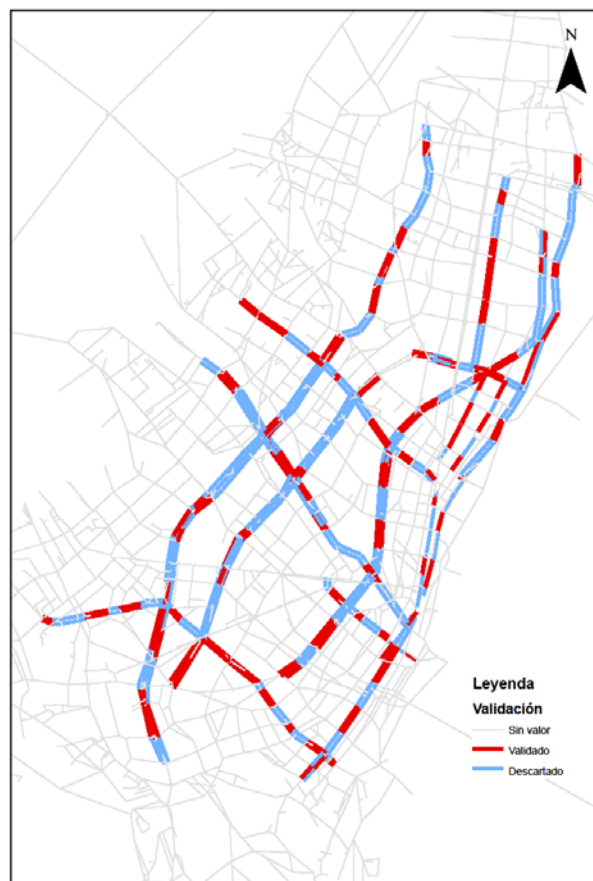 N
Leyenda
Validación
Sin valor
Validado
Descartado